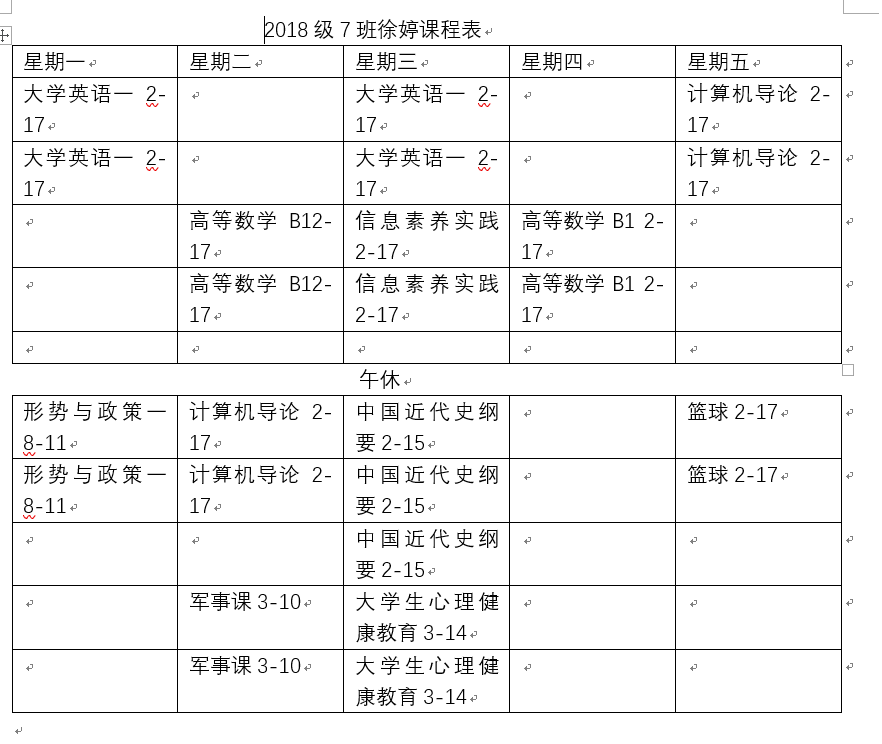 2018 级 7 班徐婷课程表
星期一 星期二 星期三 星期四 星期五
大学英语一 2- 大学英语一 2- 计算机导论 2-
17 17 17
大学英语一 2- 大学英语一 2- 计算机导论 2-
17 17 17
高等数学 B12- 信息素养实践 高等数学 B1 2-
17 2-17 17
高等数学 B12- 信息素养实践 高等数学 B1 2-
17 2-17 17
午休
形势与政策一 计算机导论 2- 中国近代史纲 篮球 2-17
8-11 17 要 2-15
形势与政策一 计算机导论 2- 中国近代史纲 篮球 2-17
8-11 17 要 2-15
中国近代史纲
要 2-15
军事课 3-10 大学生心理健
康教育 3-14
军事课 3-10 大学生心理健
康教育 3-14